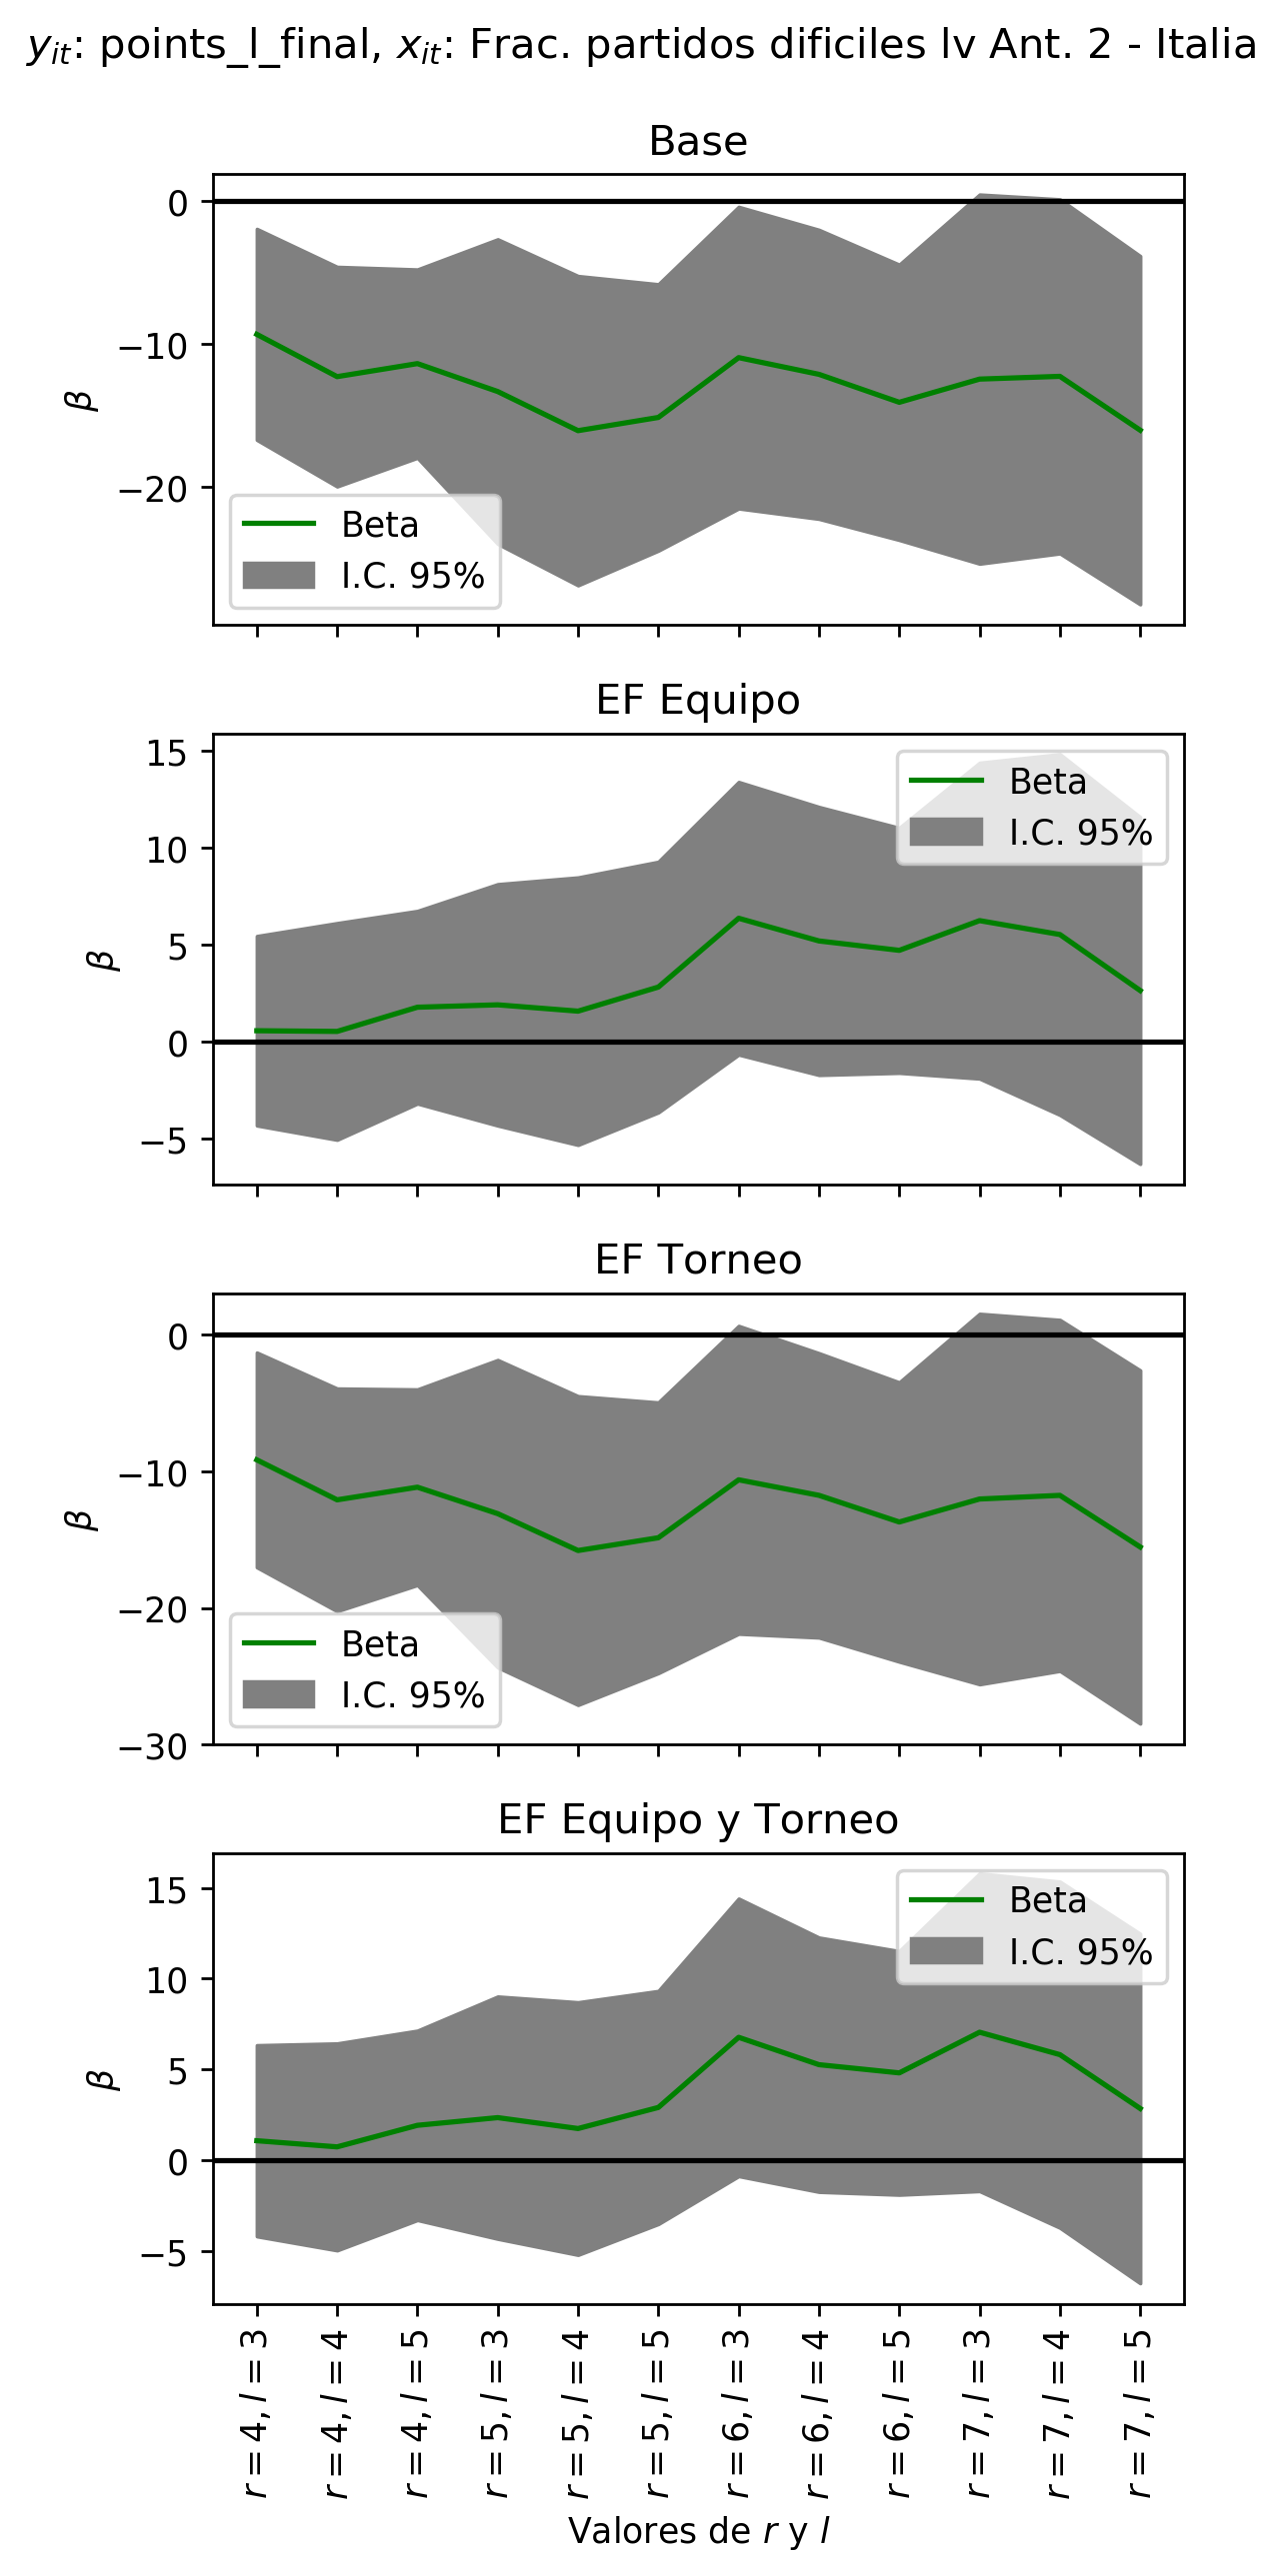 y_it: points_l_final, x_it: Frac. partidos dificiles lv Ant. 2 - Italia
Base
0
−10
−20
β
Beta
I.C. 95%
EF Equipo
15
10
5
0
−5
β
Beta
I.C. 95%
EF Torneo
0
−10
−20
−30
β
Beta
I.C. 95%
EF Equipo y Torneo
15
10
5
0
−5
β
Beta
I.C. 95%
r = 4, l = 3
r = 4, l = 4
r = 4, l = 5
r = 5, l = 3
r = 5, l = 4
r = 5, l = 5
r = 6, l = 3
r = 6, l = 4
r = 6, l = 5
r = 7, l = 3
r = 7, l = 4
r = 7, l = 5
Valores de r y l